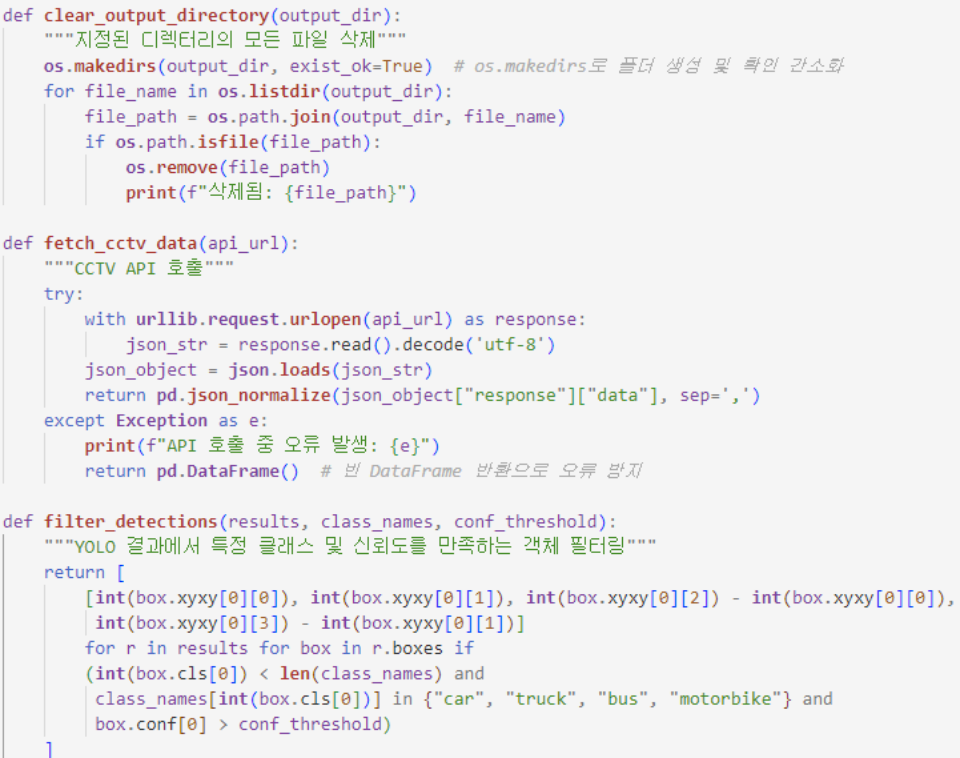 def clear_output_directory(output_dir):
    """지정된 디렉터리의 모든 파일 삭제"""
    os.makedirs(output_dir, exist_ok=True)  # os.makedirs로 폴더 생성 및 확인 간소화
    for file_name in os.listdir(output_dir):
        file_path = os.path.join(output_dir, file_name)
        if os.path.isfile(file_path):
            os.remove(file_path)
            print(f"삭제됨: {file_path}")

def fetch_cctv_data(api_url):
    """CCTV API 호출"""
    try:
        with urllib.request.urlopen(api_url) as response:
            json_str = response.read().decode('utf-8')
        json_object = json.loads(json_str)
        return pd.json_normalize(json_object["response"]["data"], sep=',')
    except Exception as e:
        print(f"API 호출 중 오류 발생: {e}")
        return pd.DataFrame()  # 빈 DataFrame 반환으로 오류 방지

def filter_detections(results, class_names, conf_threshold):
    """YOLO 결과에서 특정 클래스 및 신뢰도를 만족하는 객체 필터링"""
    return [
        [int(box.xyxy[0][0]), int(box.xyxy[0][1]), int(box.xyxy[0][2]) - int(box.xyxy[0][0]),
         int(box.xyxy[0][3]) - int(box.xyxy[0][1])]
        for r in results for box in r.boxes if
        (int(box.cls[0]) < len(class_names) and
         class_names[int(box.cls[0])] in {"car", "truck", "bus", "motorbike"} and
         box.conf[0] > conf_threshold)
    ]